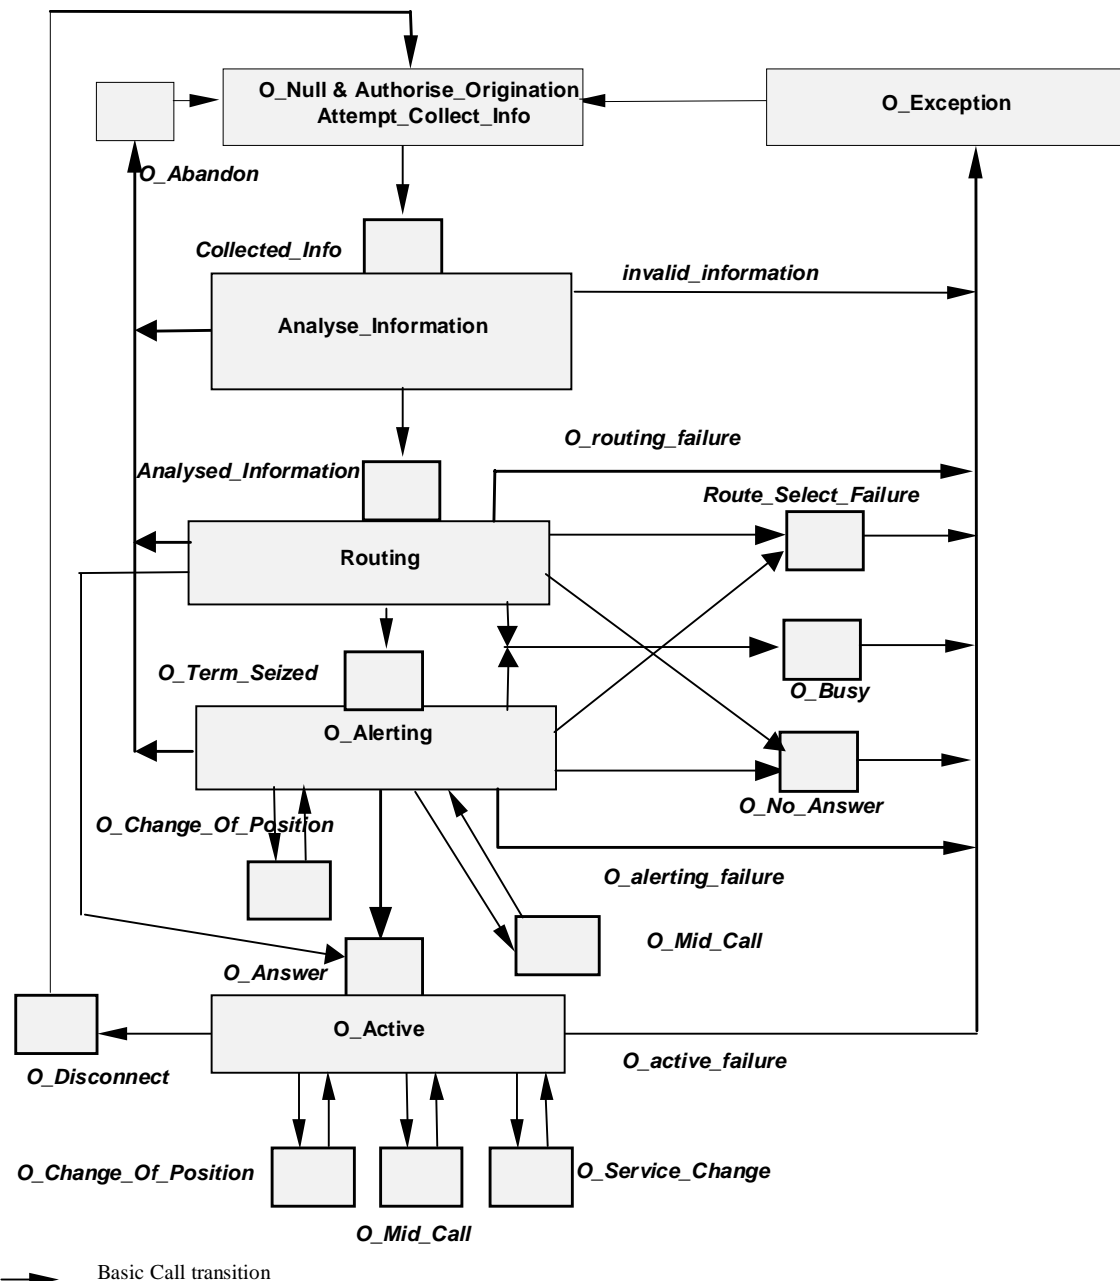 O_Null & Authorise_Origination_
Attempt_Collect_Info
O_Exception
O_Abandon
Collected_Info
invalid_information
Analyse_Information
O_routing_failure
Analysed_Information
Route_Select_Failure
Routing
O_Term_Seized
O_Busy
O_Alerting
O_No_Answer
O_Change_Of_Position
O_alerting_failure
O_Mid_Call
O_Answer
O_Active
O_active_failure
O_Disconnect
O_Change_Of_Position
O_Service_Change
O_Mid_Call
Basic Call transition